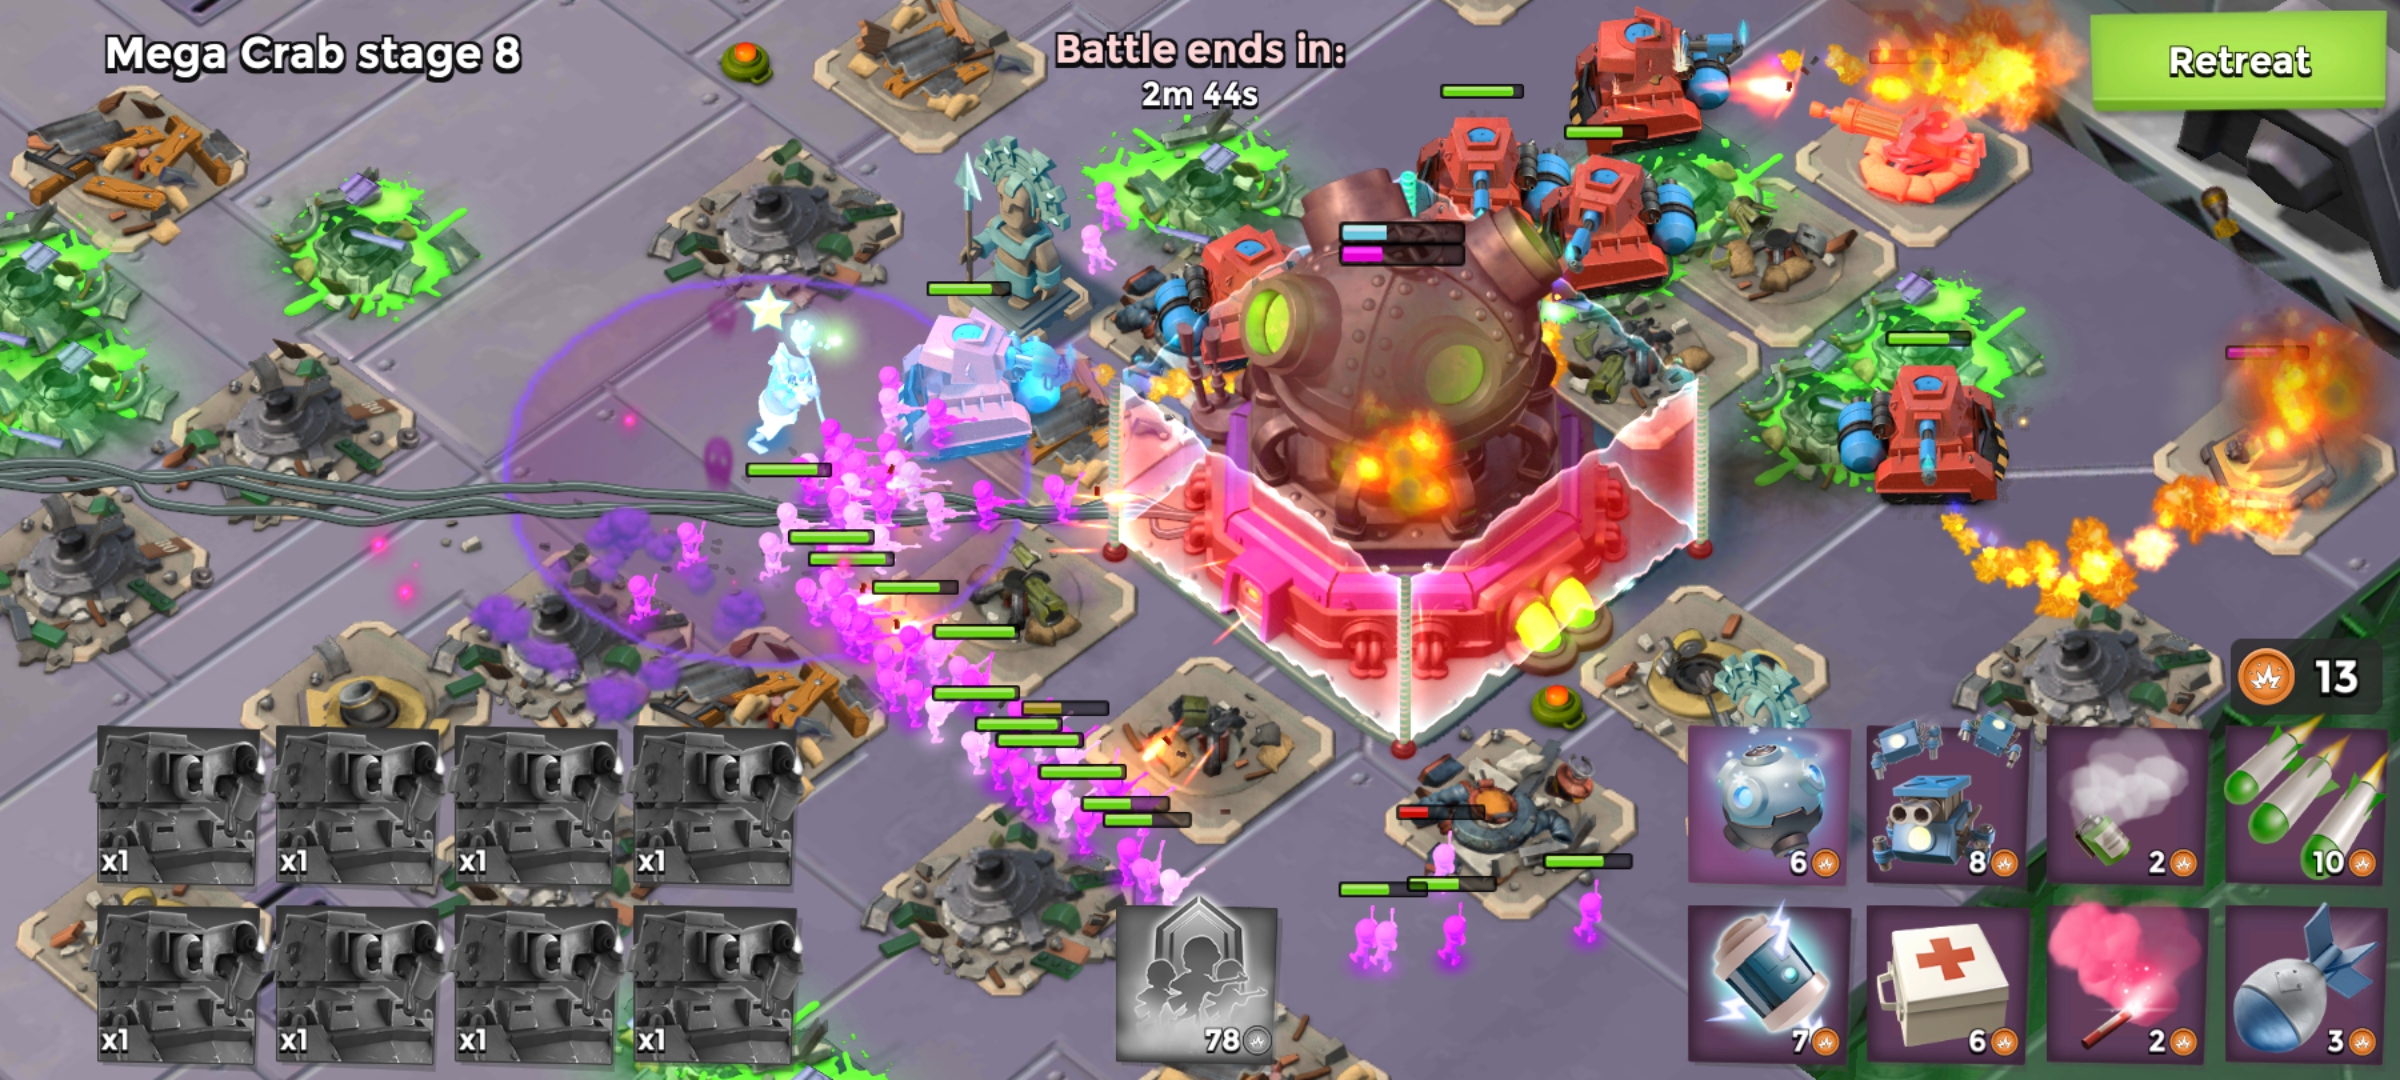 Mega Crab stage 8
Battle ends in:
2m 44s
Retreat
13
6
8
2
10
7
6
2
3
x1
x1
x1
x1
x1
x1
x1
x1
78